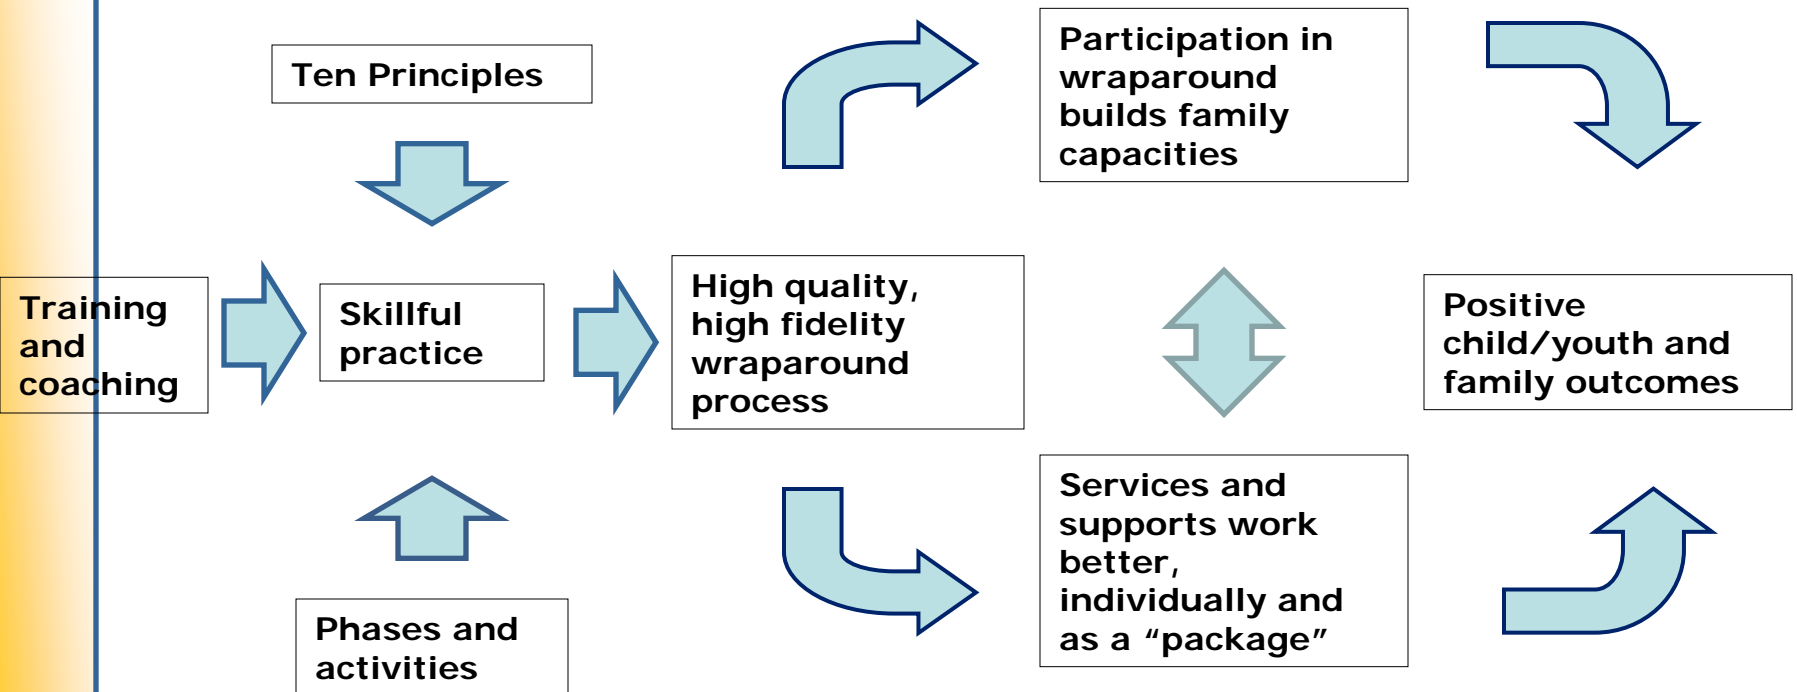 Ten Principles
Training
and
coaching
Skillful
practice
Phases and
activities
High quality,
high fidelity
wraparound
process
Participation in
wraparound
builds family
capacities
Services and
supports work
better,
individually and
as a “package”
Positive
child/youth and
family outcomes